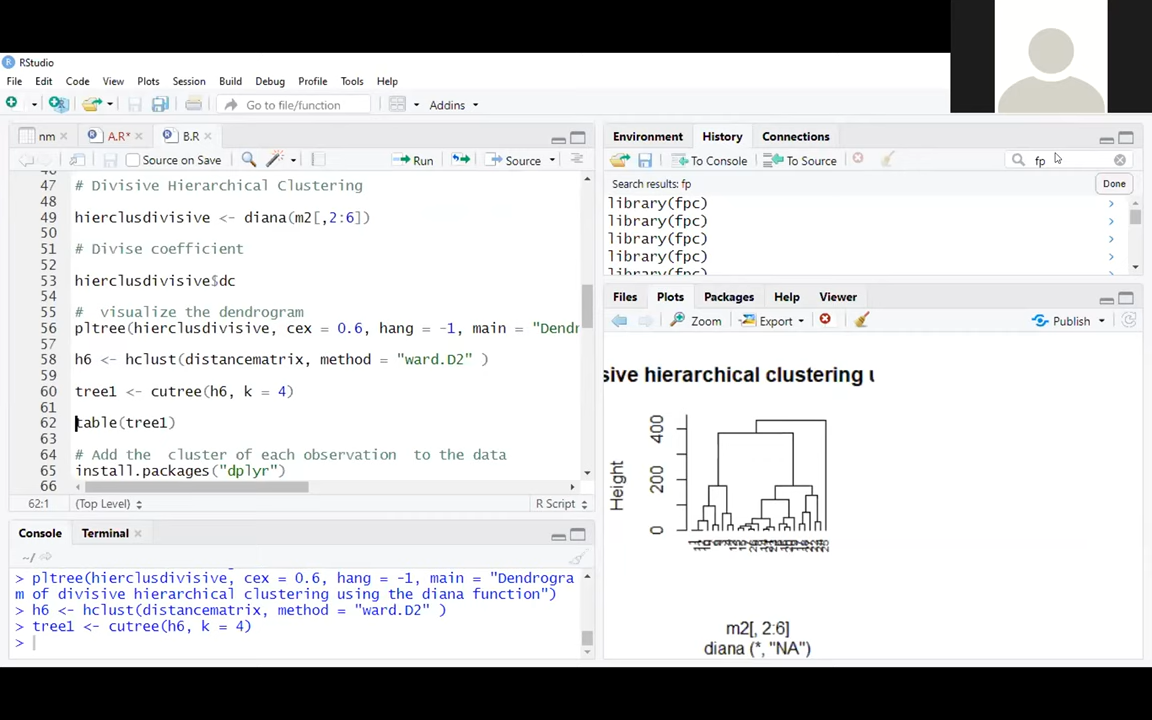 RStudio
File Edit Code View Plots Session Build Debug Profile Tools Help
Go to file/function Addins
nm A.R* B.R
Source on Save Run Source
47 # Divisive Hierarchical Clustering
48
49 hierclusdivisive <- diana(m2[,2:6])
50
51 # Divise coefficient
52
53 hierclusdivisive$dc
54
55 # visualize the dendrogram
56 pltree(hierclusdivisive, cex = 0.6, hang = -1, main = "Dendr
57
58 h6 <- hclust(distancematrix, method = "ward.D2" )
59
60 tree1 <- cutree(h6, k = 4)
61
62 table(tree1)
63
64 # Add the cluster of each observation to the data
65 install.packages("dplyr")
66
62:1 (Top Level) R Script
Console Terminal
~/
> pltree(hierclusdivisive, cex = 0.6, hang = -1, main = "Dendrogra
m of divisive hierarchical clustering using the diana function")
> h6 <- hclust(distancematrix, method = "ward.D2" )
> tree1 <- cutree(h6, k = 4)
>
Environment History Connections
To Console To Source fp
Search results: fp Done
library(fpc)
library(fpc)
library(fpc)
library(fpc)
library(fpc)
Files Plots Packages Help Viewer
Zoom Export Publish
sive hierarchical clustering u
Height
400
200
0
m2[, 2:6]
diana (*, "NA")